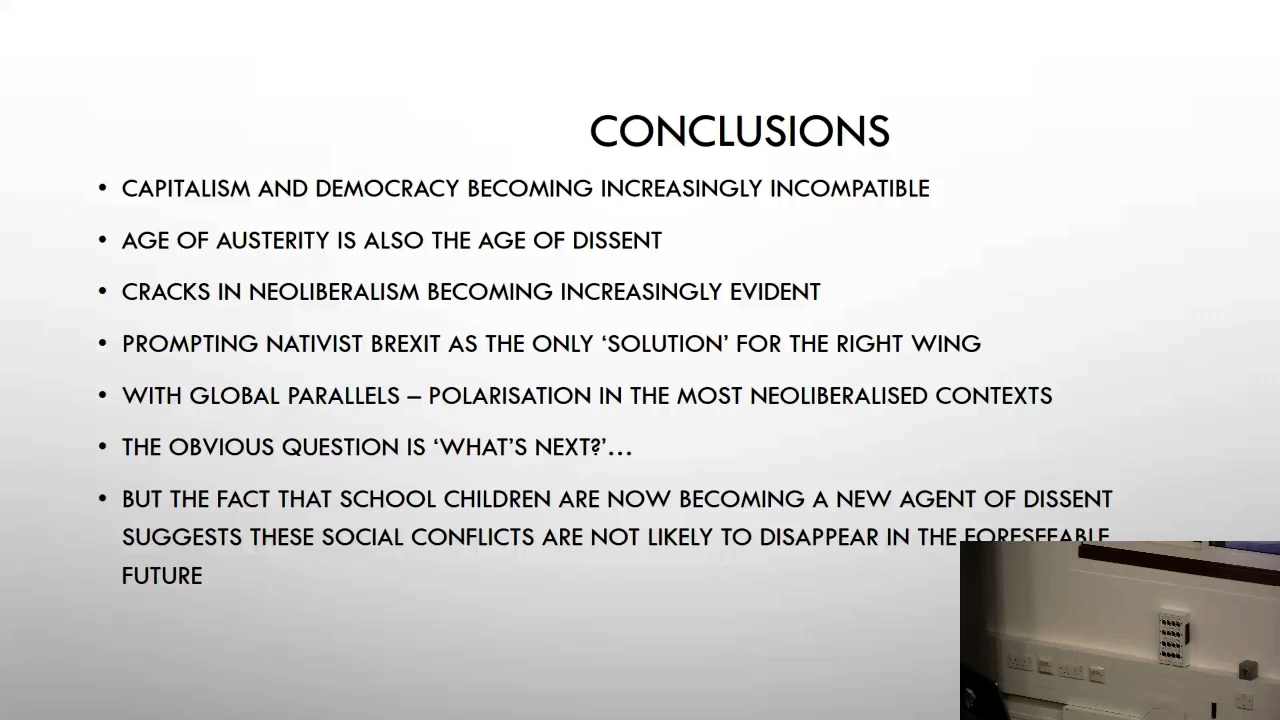 CONCLUSIONS
• CAPITALISM AND DEMOCRACY BECOMING INCREASINGLY INCOMPATIBLE
• AGE OF AUSTERITY IS ALSO THE AGE OF DISSENT
• CRACKS IN NEOLIBERALISM BECOMING INCREASINGLY EVIDENT
• PROMPTING NATIVIST BREXIT AS THE ONLY ‘SOLUTION’ FOR THE RIGHT WING
• WITH GLOBAL PARALLELS – POLARISATION IN THE MOST NEOLIBERALISED CONTEXTS
• THE OBVIOUS QUESTION IS ‘WHAT’S NEXT?’…
• BUT THE FACT THAT SCHOOL CHILDREN ARE NOW BECOMING A NEW AGENT OF DISSENT
SUGGESTS THESE SOCIAL CONFLICTS ARE NOT LIKELY TO DISAPPEAR IN THE FORESEEABLE
FUTURE